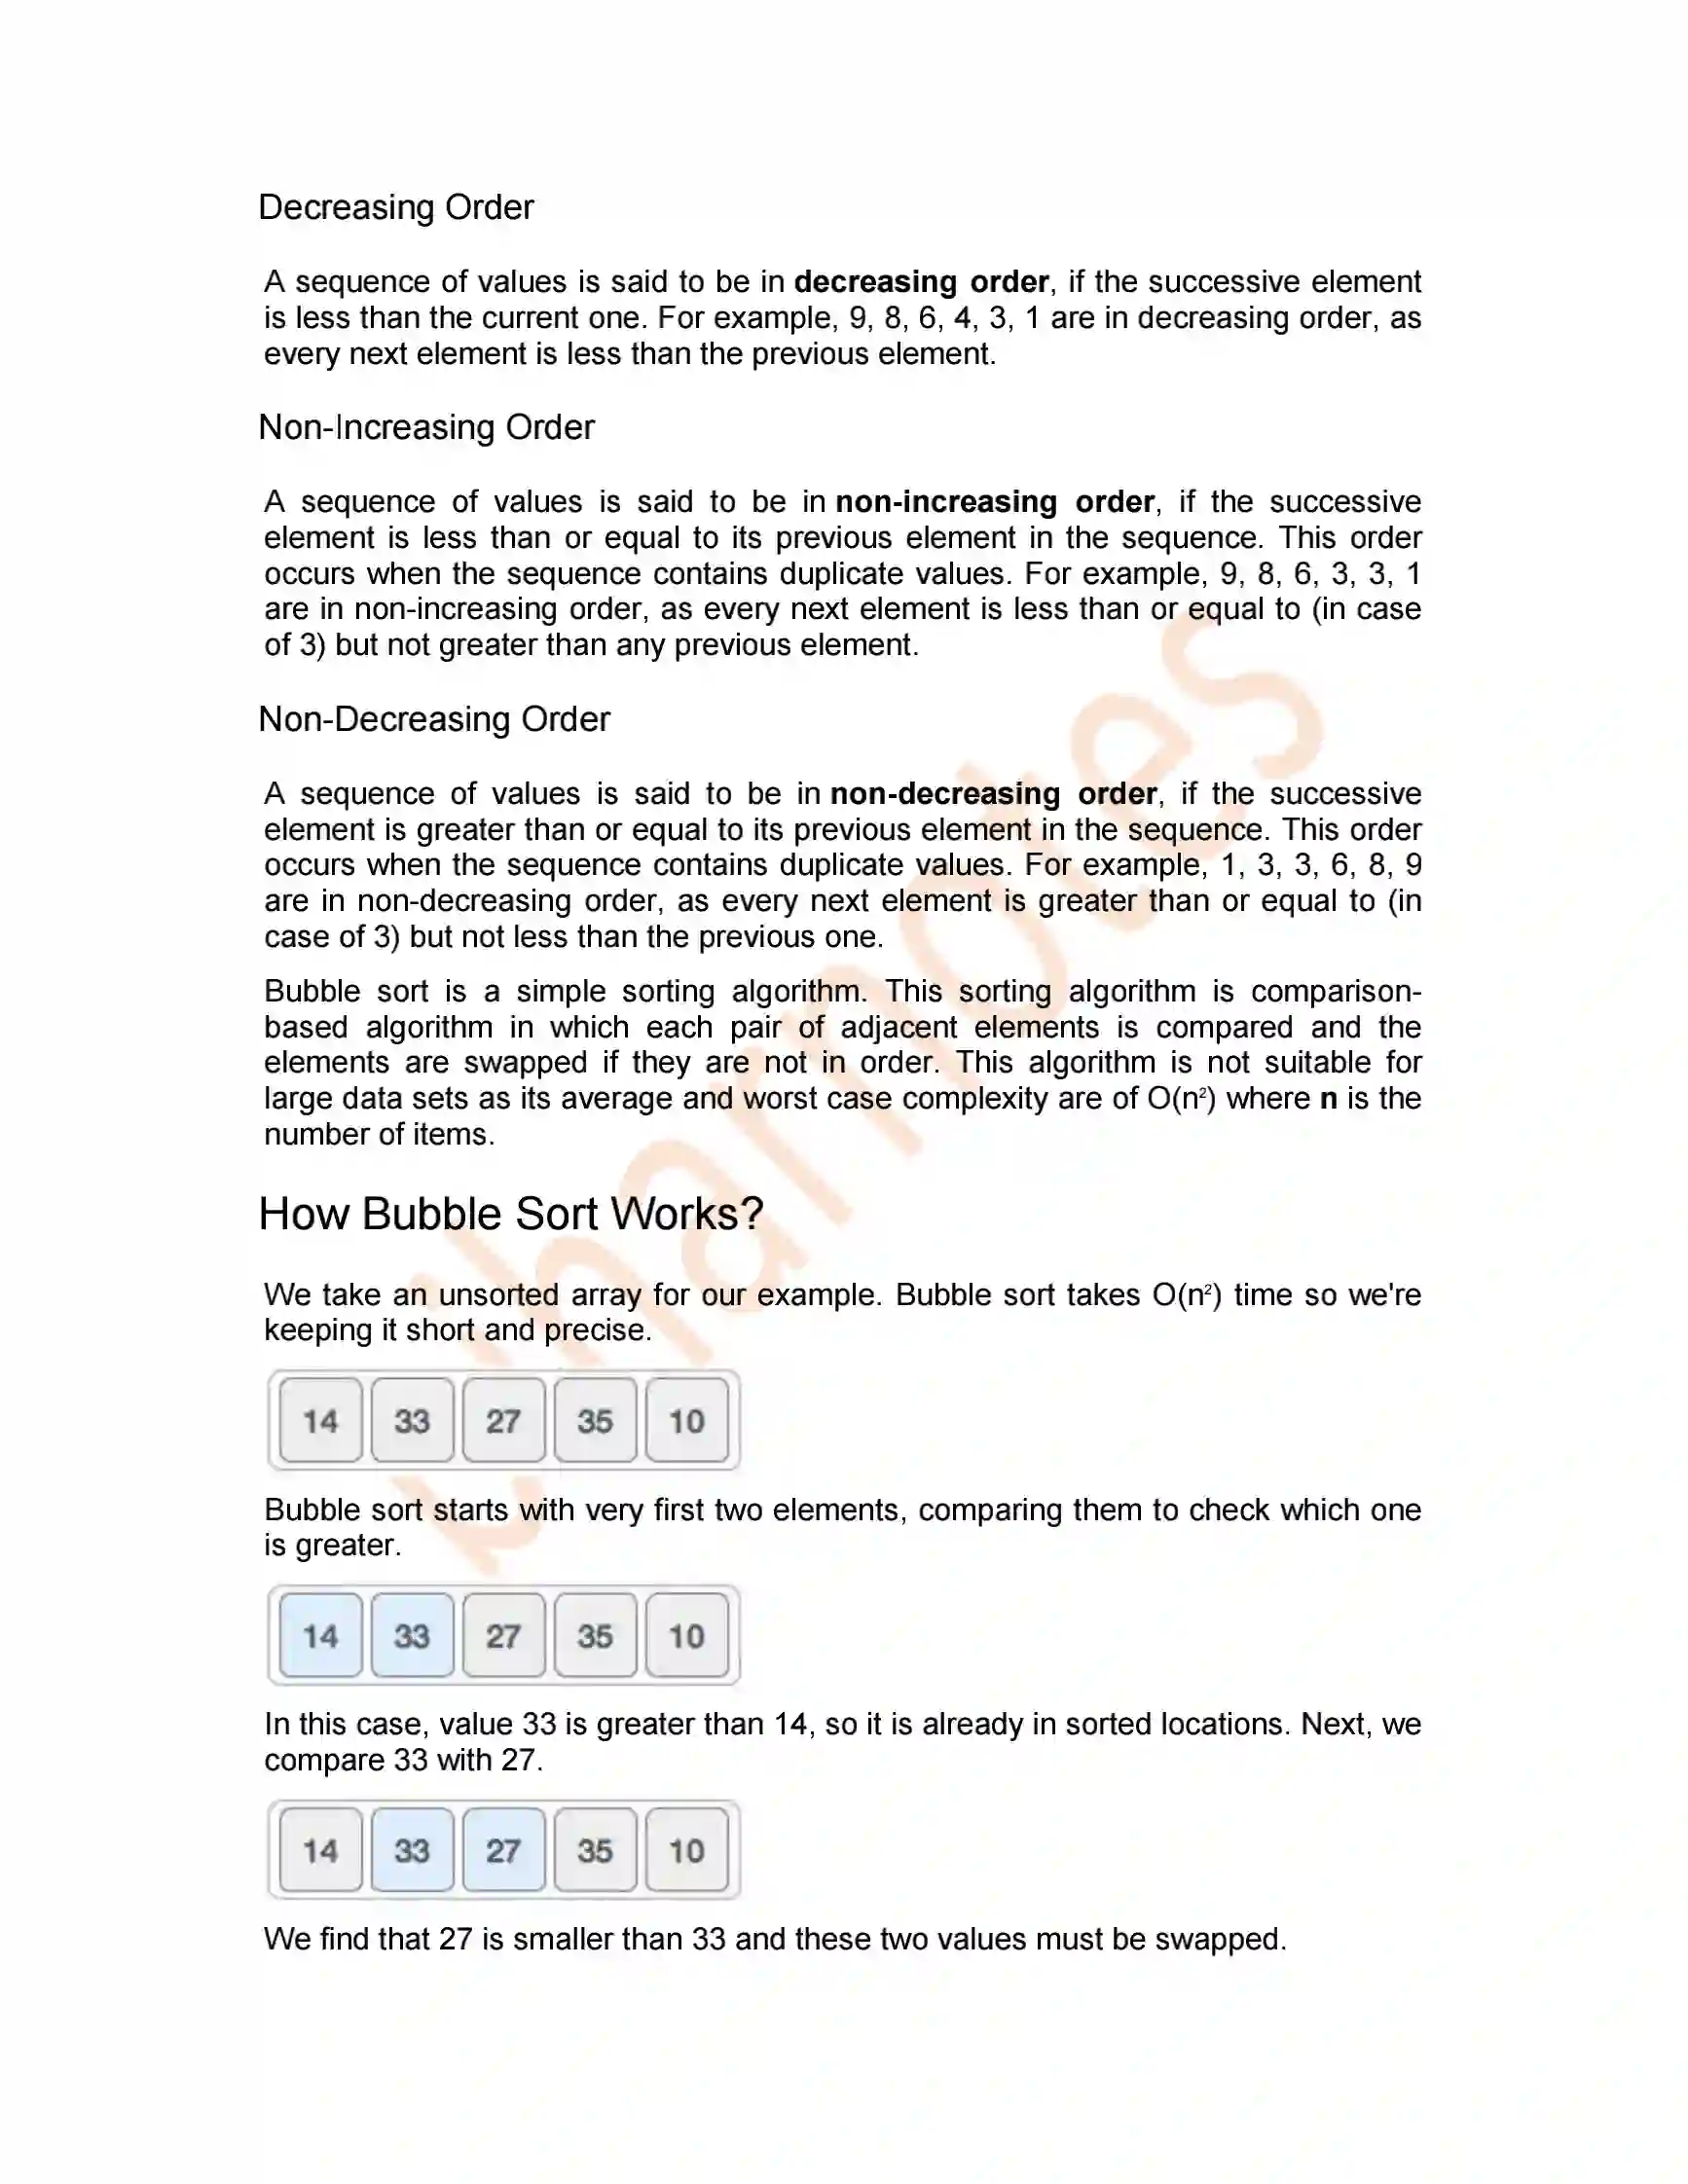 Decreasing Order
A sequence of values is said to be in decreasing order, if the successive element
is less than the current one. For example, 9, 8, 6, 4, 3, 1 are in decreasing order, as
every next element is less than the previous element.
Non-Increasing Order
A sequence of values is said to be in non-increasing order, if the successive
element is less than or equal to its previous element in the sequence. This order
occurs when the sequence contains duplicate values. For example, 9, 8, 6, 3, 3, 1
are in non-increasing order, as every next element is less than or equal to (in case
of 3) but not greater than any previous element.
Non-Decreasing Order
A sequence of values is said to be in non-decreasing order, if the successive
element is greater than or equal to its previous element in the sequence. This order
occurs when the sequence contains duplicate values. For example, 1, 3, 3, 6, 8, 9
are in non-decreasing order, as every next element is greater than or equal to (in
case of 3) but not less than the previous one.
Bubble sort is a simple sorting algorithm. This sorting algorithm is comparison-
based algorithm in which each pair of adjacent elements is compared and the
elements are swapped if they are not in order. This algorithm is not suitable for
large data sets as its average and worst case complexity are of Ο(n²) where n is the
number of items.
How Bubble Sort Works?
We take an unsorted array for our example. Bubble sort takes Ο(n²) time so we're
keeping it short and precise.
14 33 27 35 10
Bubble sort starts with very first two elements, comparing them to check which one
is greater.
14 33 27 35 10
In this case, value 33 is greater than 14, so it is already in sorted locations. Next, we
compare 33 with 27.
14 33 27 35 10
We find that 27 is smaller than 33 and these two values must be swapped.